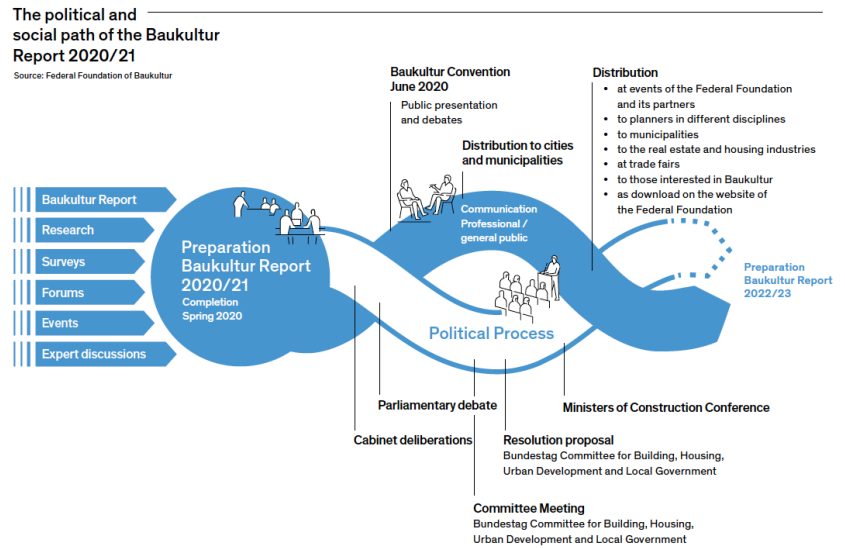 The political and
social path of the Baukultur
Report 2020/21
Source: Federal Foundation of Baukultur
Baukultur Convention
June 2020
Public presentation
and debates
Distribution to cities
and municipalities
Distribution
• at events of the Federal Foundation
and its partners
• to planners in different disciplines
• to municipalities
• to the real estate and housing industries
• at trade fairs
• to those interested in Baukultur
• as download on the website of
the Federal Foundation
Baukultur Report
Research
Surveys
Forums
Events
Expert discussions
Preparation
Baukultur Report
2020/21
Completion
Spring 2020
Communication
Professional /
general public
Political Process
Preparation
Baukultur Report
2022/23
Parliamentary debate
Ministers of Construction Conference
Cabinet deliberations
Resolution proposal
Bundestag Committee for Building, Housing,
Urban Development and Local Government
Committee Meeting
Bundestag Committee for Building, Housing,
Urban Development and Local Government